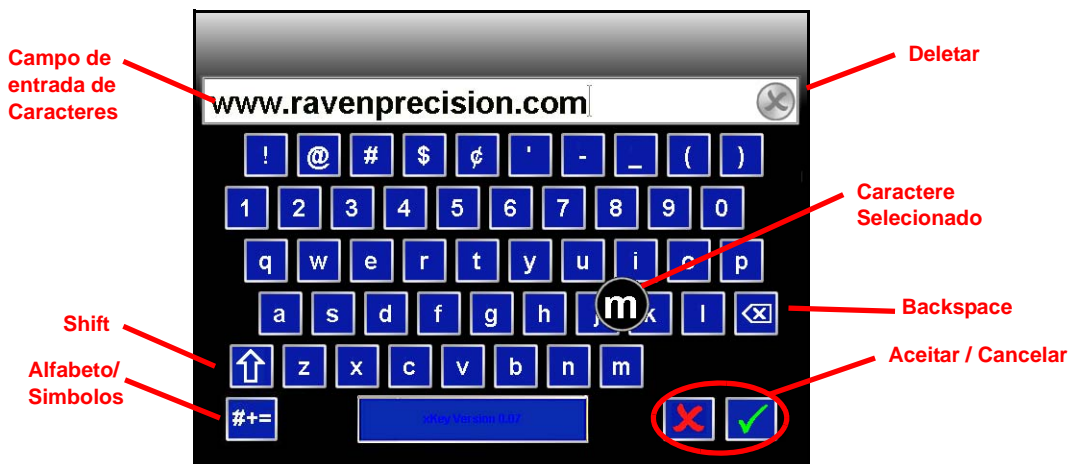 Campo de
entrada de
Caracteres
Deletar
www.ravenprecision.com
! @ # $ ¢ ' - _ ( )
1 2 3 4 5 6 7 8 9 0
Caractere
Selecionado
q w e r t y u i o p
m
a s d f g h j k l
Backspace
Shift
z x c v b n m
Aceitar / Cancelar
Alfabeto/
Simbolos
#+=
xKey Version 0.07